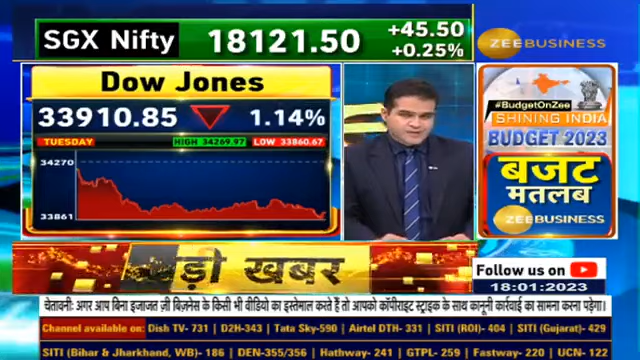 SGX Nifty 18121.50 +45.50
+0.25%
ZEE BUSINESS
Dow Jones
33910.85 1.14%
TUESDAY HIGH 34269.97 LOW 33860.67
34270
33861
#BudgetOnZee
SHINING INDIA
BUDGET 2023
बजट
मतलब
ZEE BUSINESS
ड़ी खबर
Follow us on
18:01:2023
चेतावनी: अगर आप बिना इजाजत ज़ी बिज़नेस के किसी भी वीडियो का इस्तेमाल करते हैं तो आपको कॉपीराइट स्ट्राइक के साथ कानूनी कार्रवाई का सामना करना पड़ेगा.
Channel available on: Dish TV- 731 | D2H-343 | Tata Sky-590 | Airtel DTH- 331 | SITI (ROI) - 404 | SITI (Gujarat) - 429
SITI (Bihar & Jharkhand, WB)- 186 | DEN-355/356 | Hathway- 241 | GTPL- 259 | Fastway- 220 | UCN- 122